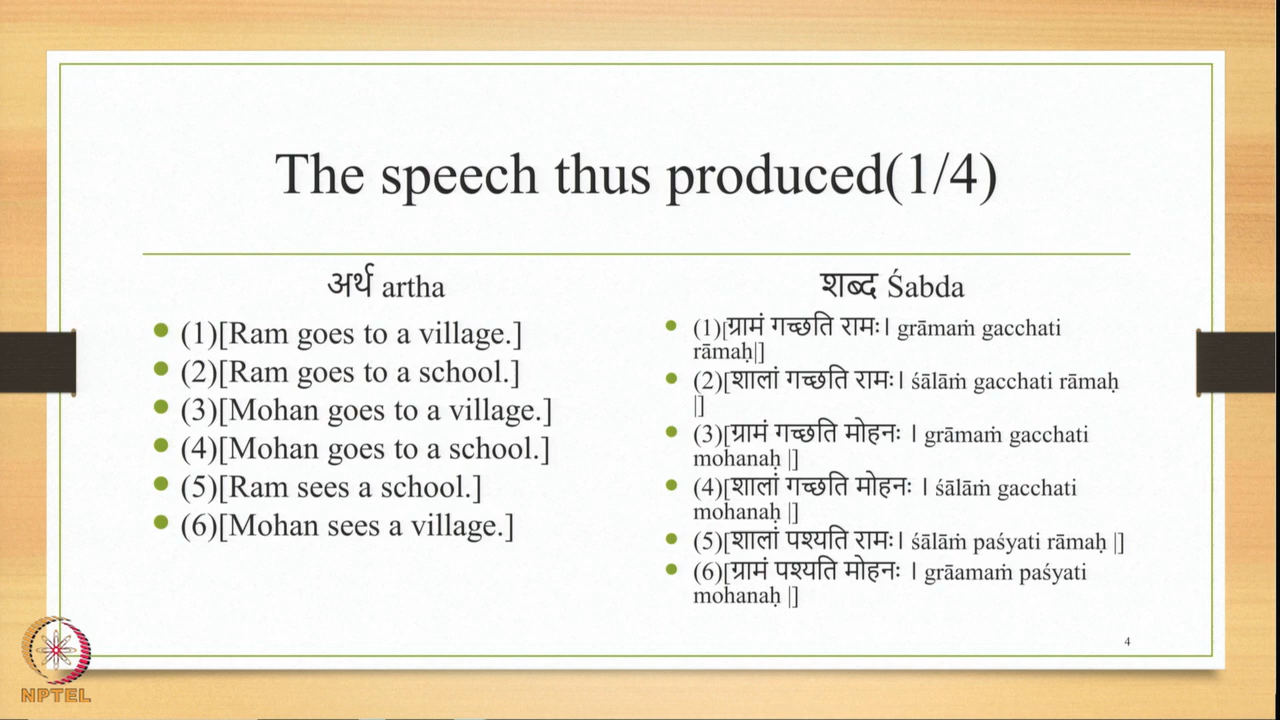 The speech thus produced(1/4)
अर्थ artha
(1)[Ram goes to a village.]
(2)[Ram goes to a school.]
(3)[Mohan goes to a village.]
(4)[Mohan goes to a school.]
(5)[Ram sees a school.]
(6)[Mohan sees a village.]
शब्द Śabda
(1)[ग्रामं गच्छति रामः। grāmaṁ gacchati
rāmaḥ|]
(2)[शालां गच्छति रामः। śālāṁ gacchati rāmaḥ
|]
(3)[ग्रामं गच्छति मोहनः । grāmaṁ gacchati
mohanaḥ |]
(4)[शालां गच्छति मोहनः । śālāṁ gacchati
mohanaḥ |]
(5)[शालां पश्यति रामः। śālāṁ paśyati rāmaḥ |]
(6)[ग्रामं पश्यति मोहनः । grāamaṁ paśyati
mohanaḥ |]
4
NPTEL